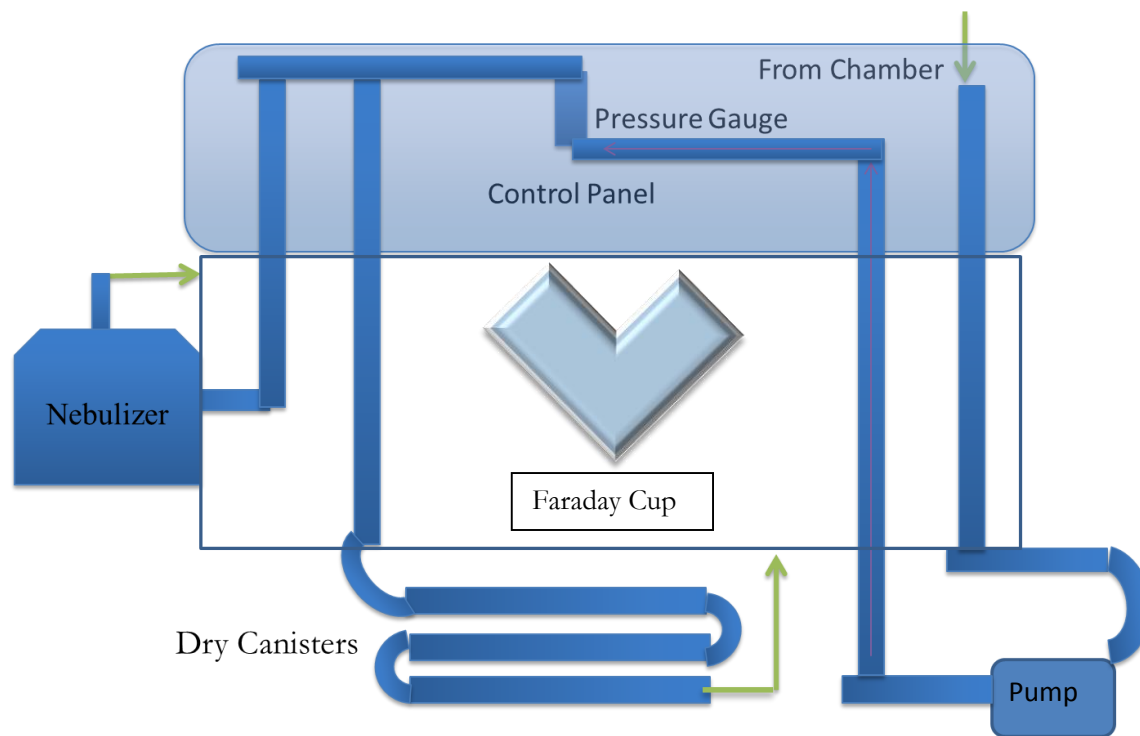 From Chamber
Pressure Gauge
Control Panel
Nebulizer
Faraday Cup
Dry Canisters
Pump